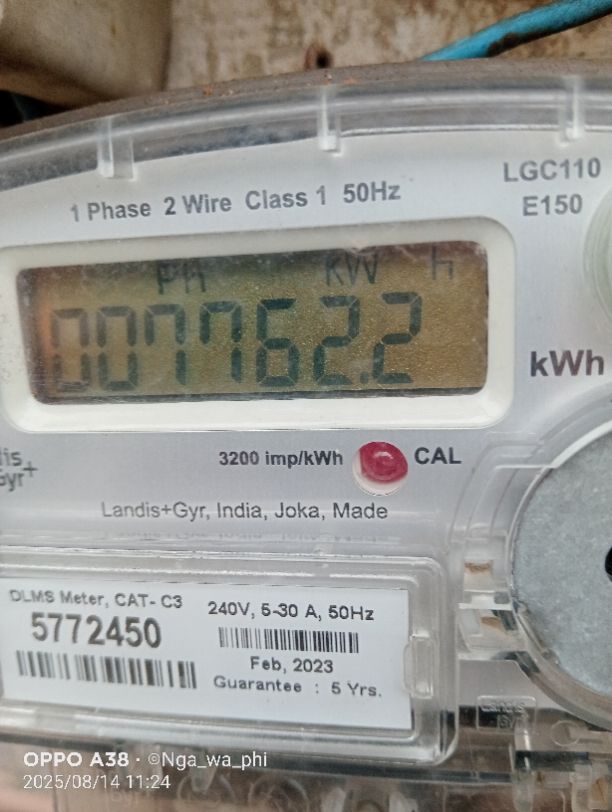 LGC110
E150
1 Phase 2 Wire Class 1 50Hz
kW h
007762.2
kWh
3200 imp/kWh CAL
Landis+Gyr, India, Joka, Made
DLMS Meter, CAT- C3
5772450
240V, 5-30 A, 50Hz
Feb, 2023
Guarantee : 5 Yrs.
OPPO A38 · ©Nga_wa_phi
2025/08/14 11:24